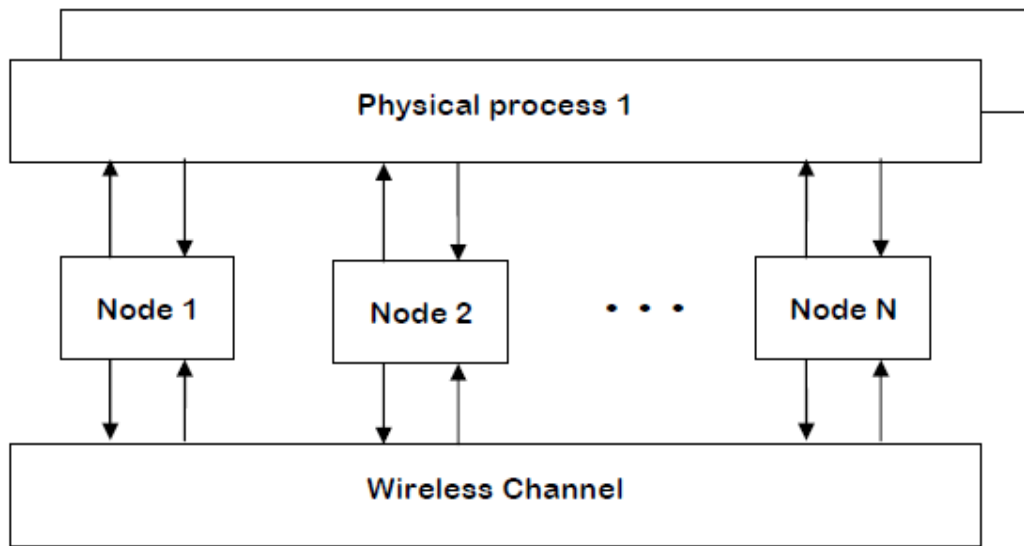 Physical process 1
Node 1
Node 2
• • •
Node N
Wireless Channel